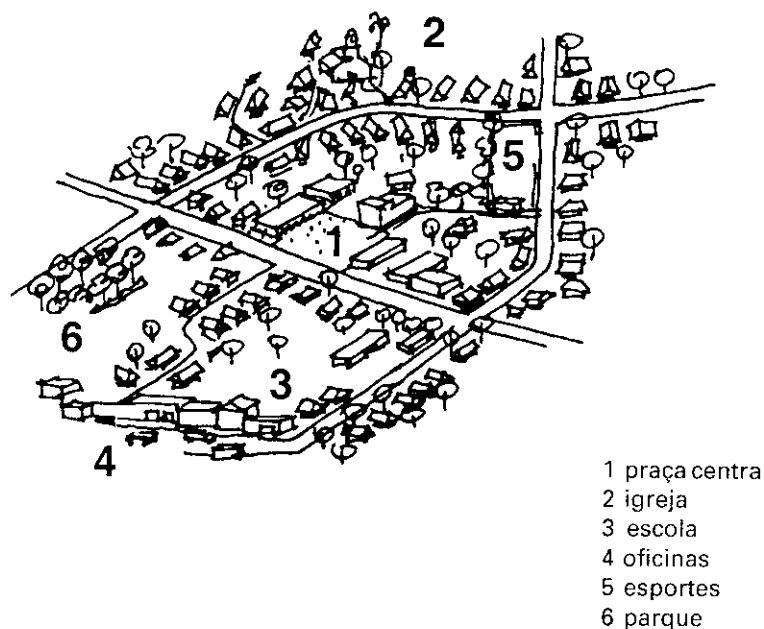 2
5
1
6
3
4
1 praça centra
2 igreja
3 escola
4 oficinas
5 esportes
6 parque